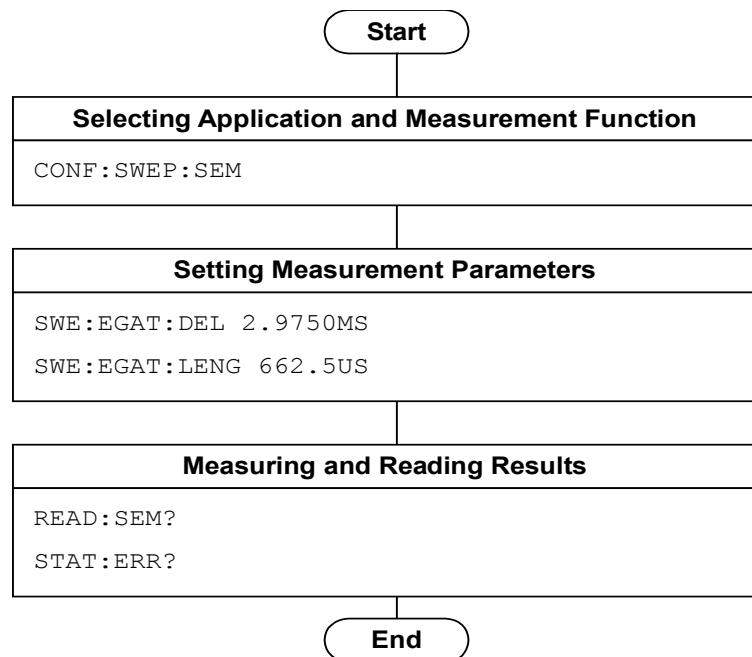 Start
Selecting Application and Measurement Function
CONF:SWEP:SEM
Setting Measurement Parameters
SWE:EGAT:DEL 2.9750MS
SWE:EGAT:LENG 662.5US
Measuring and Reading Results
READ:SEM?
STAT:ERR?
End